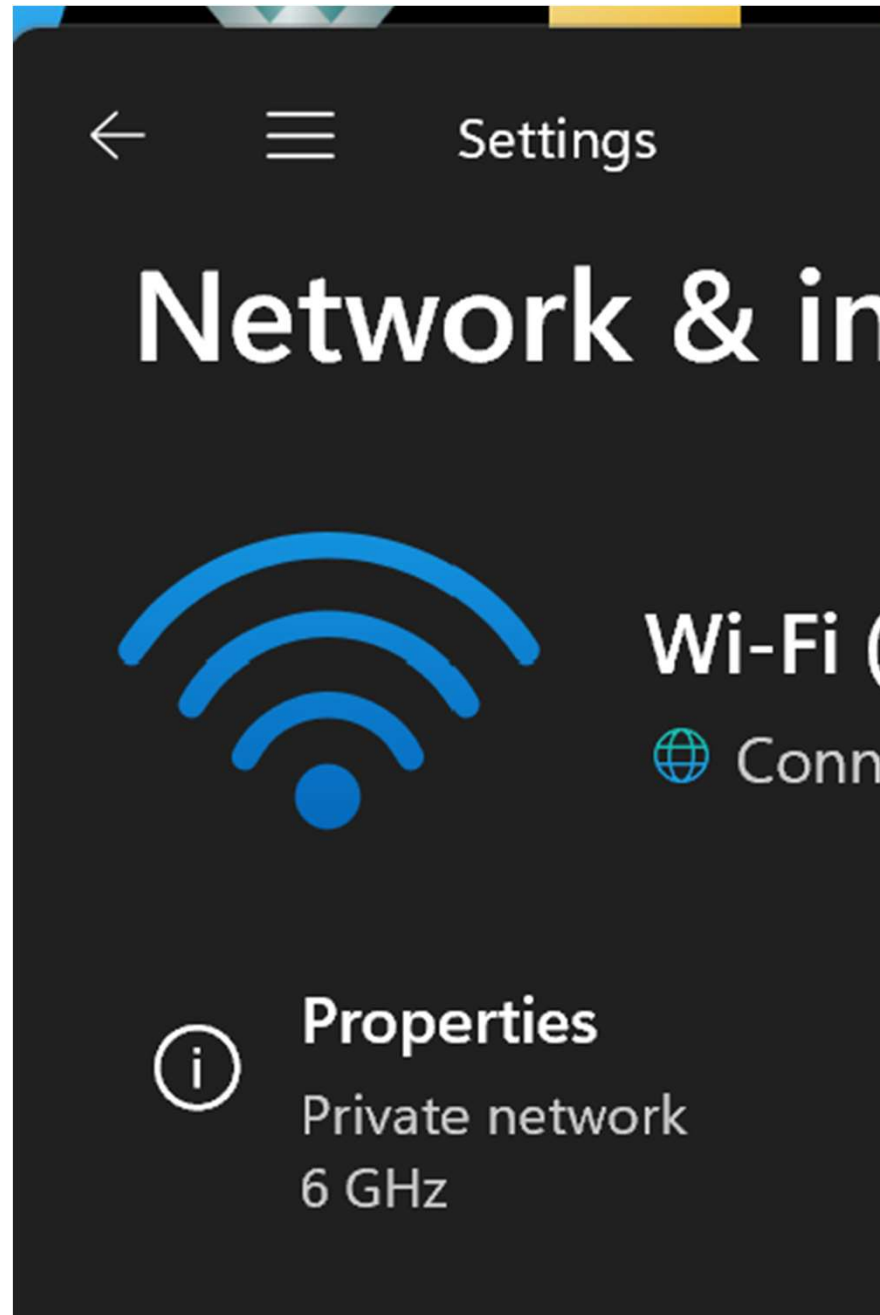 Settings
Network & in
Wi-Fi (
Conn
Properties
Private network
6 GHz